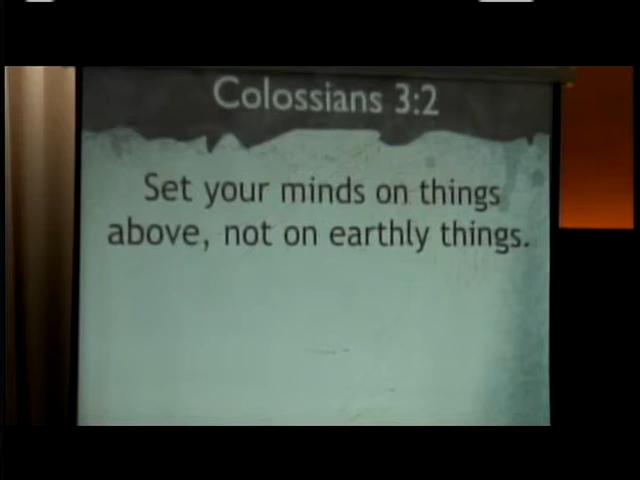 Colossians 3:2
Set your minds on things
above, not on earthly things.